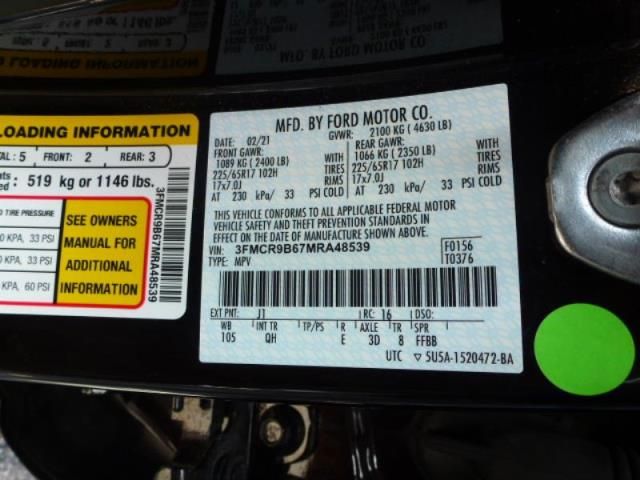 LOADING INFORMATION
TOTAL: 5 FRONT: 2 REAR: 3
519 kg or 1146 lbs.
TIRE PRESSURE
KPA, 33 PSI
KPA, 33 PSI
KPA, 60 PSI
SEE OWNERS
MANUAL FOR
ADDITIONAL
INFORMATION
3FMCR9B67MRA48539
MFD. BY FORD MOTOR CO.
02/21 GVWR: 2100 KG ( 4630 LB)
FRONT GAWR: REAR GAWR:
1089 KG ( 2400 LB) 1066 KG ( 2350 LB)
225/65R17 102H TIRES 225/65R17 102H
17x7.0J RIMS 17x7.0J
AT 230 kPa/ 33 PSI COLD AT 230 kPa/ 33 PSI COLD
THIS VEHICLE CONFORMS TO ALL APPLICABLE FEDERAL MOTOR
VEHICLE SAFETY AND THEFT PREVENTION STANDARDS IN
EFFECT ON THE DATE OF MANUFACTURE SHOWN ABOVE.
VIN: 3FMCR9B67MRA48539 F0156
TYPE: MPV T0376
EXT PNT: J1 RC: 16 DSO:
WB INT TR TP/PS R AXLE TR SPR
105 QH E 3D 8 FFBB
UTC ▽ 5U5A-1520472-BA